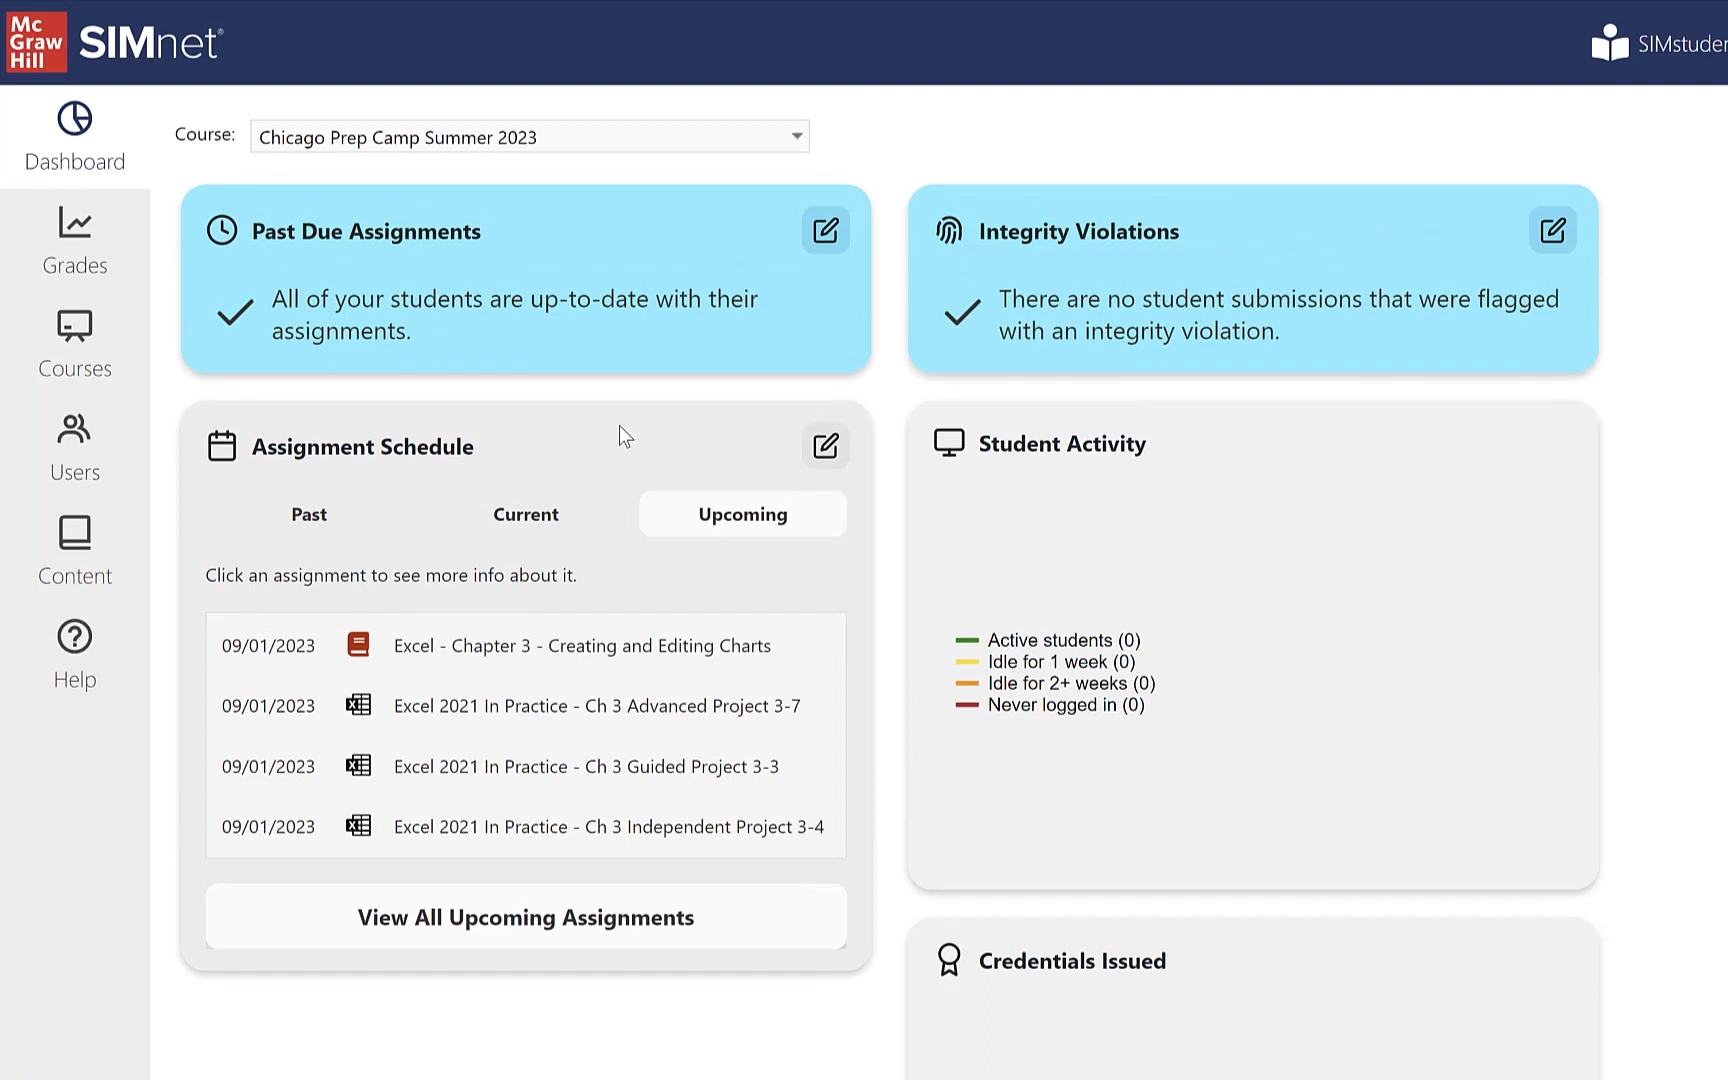 Mc
Graw
Hill
SIMnet®
SIMstuden
Dashboard
Grades
Courses
Users
Content
Help
Course: Chicago Prep Camp Summer 2023
Past Due Assignments
All of your students are up-to-date with their
assignments.
Integrity Violations
There are no student submissions that were flagged
with an integrity violation.
Assignment Schedule
Past Current Upcoming
Click an assignment to see more info about it.
09/01/2023 Excel - Chapter 3 - Creating and Editing Charts
09/01/2023 Excel 2021 In Practice - Ch 3 Advanced Project 3-7
09/01/2023 Excel 2021 In Practice - Ch 3 Guided Project 3-3
09/01/2023 Excel 2021 In Practice - Ch 3 Independent Project 3-4
View All Upcoming Assignments
Student Activity
Active students (0)
Idle for 1 week (0)
Idle for 2+ weeks (0)
Never logged in (0)
Credentials Issued